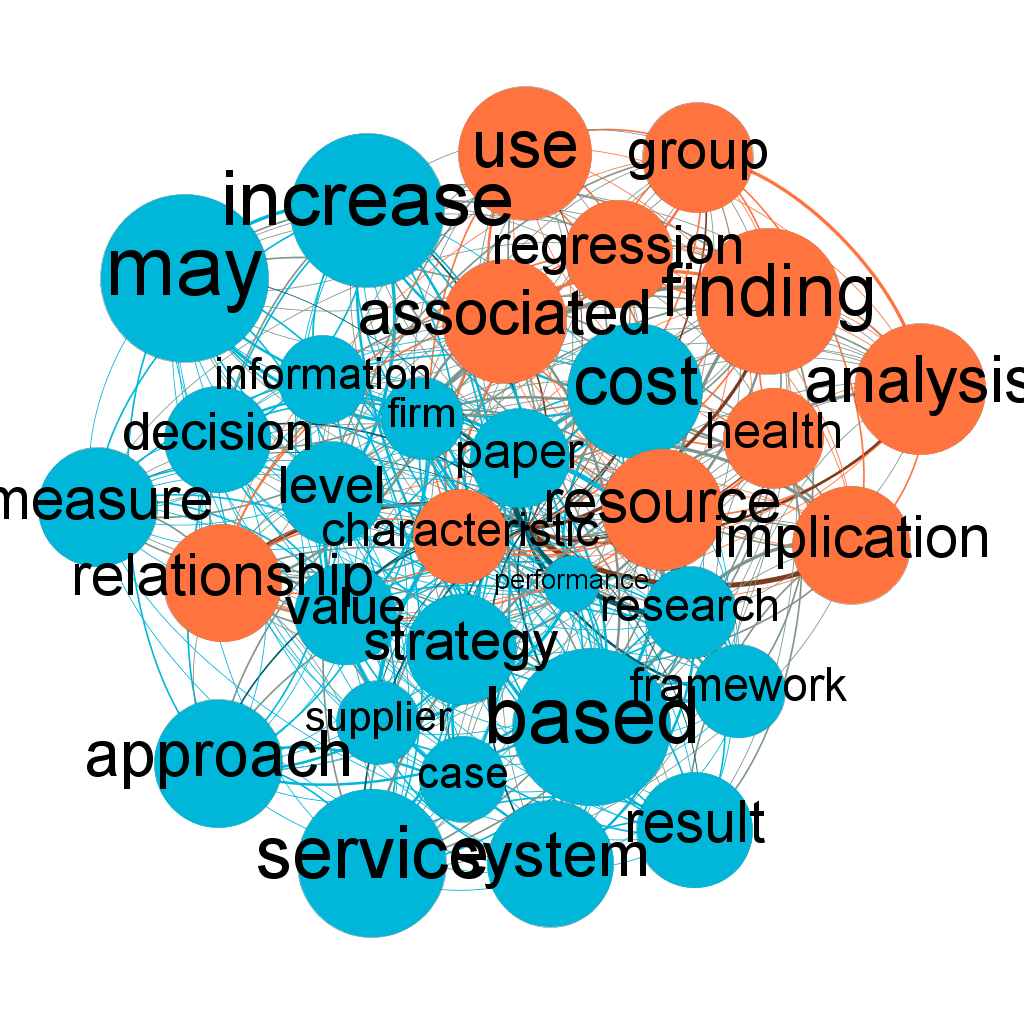 use
group
increase
regression
may
finding
associated
information
cost
analysis
firm
decision
health
paper
level
measure
resource
characteristic
implication
relationship
performance
value
research
strategy
framework
supplier
based
approach
case
result
service
system